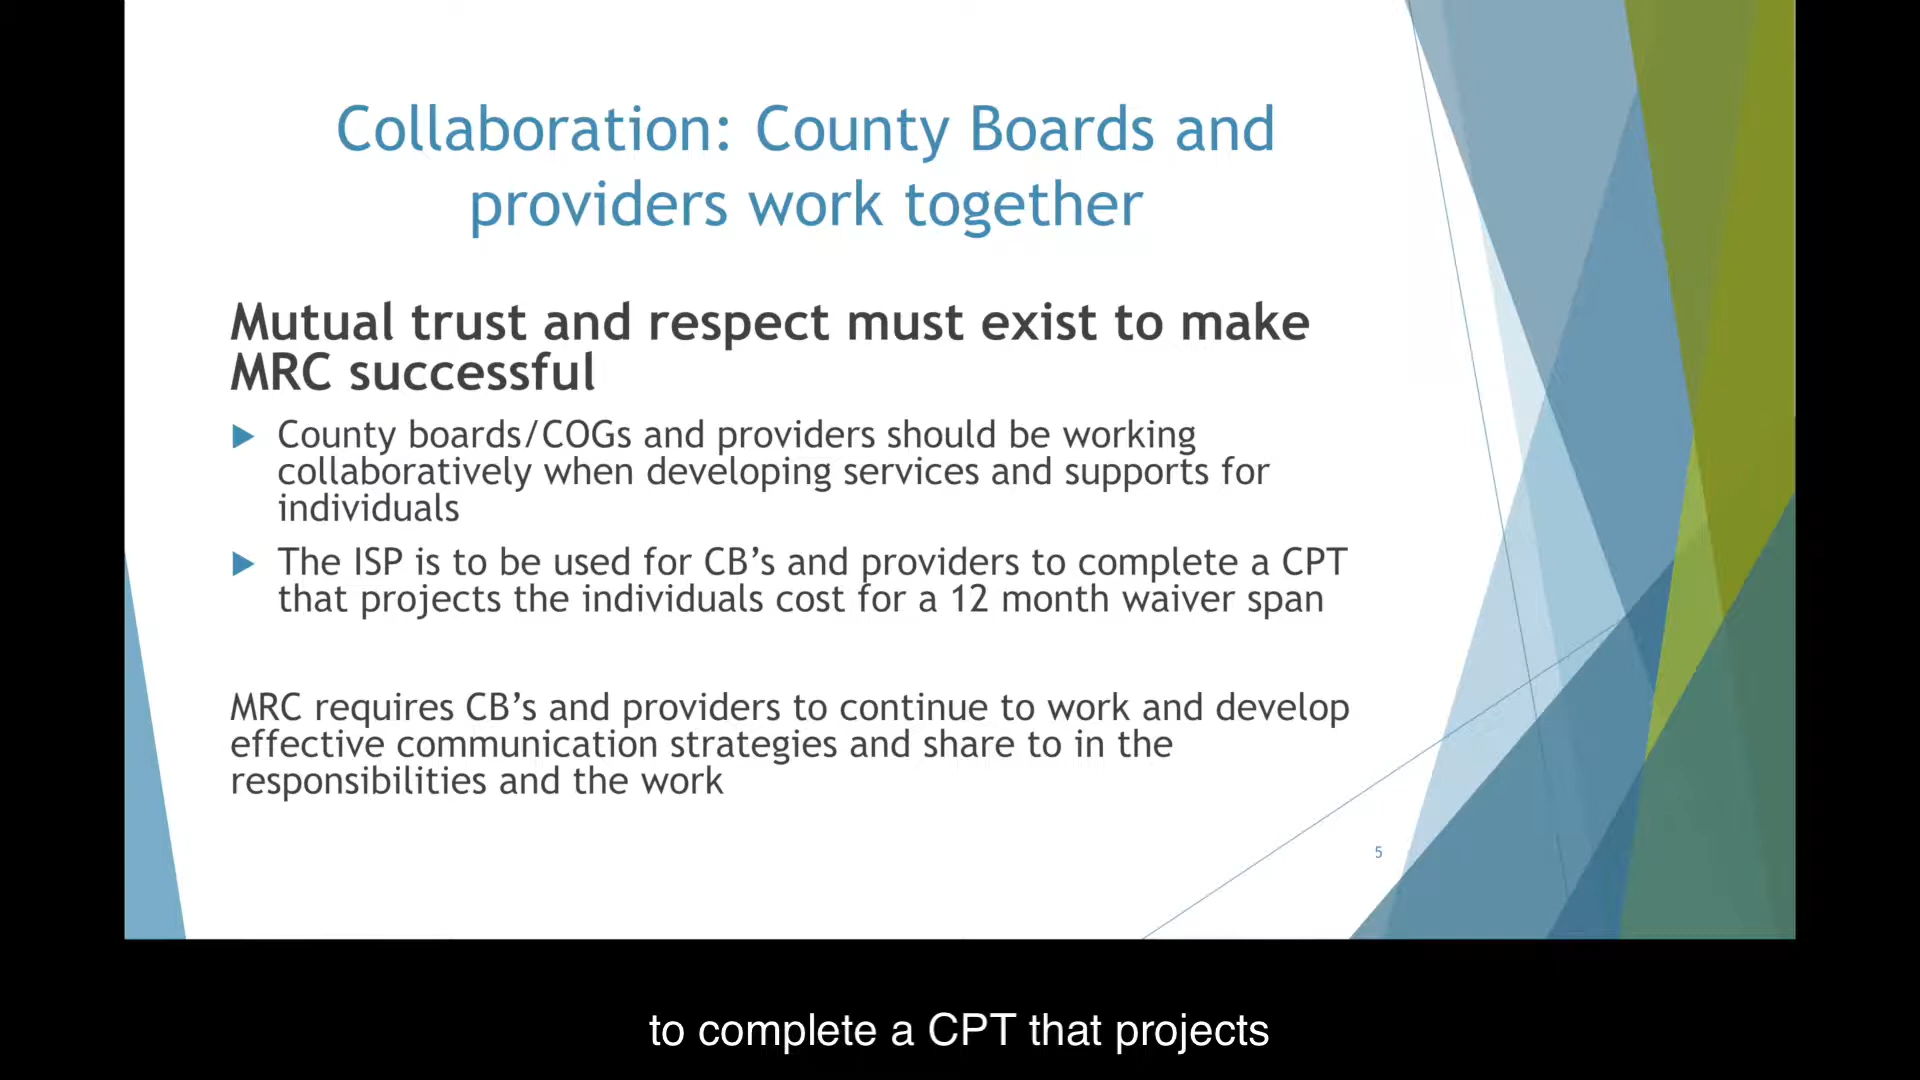 Collaboration: County Boards and
providers work together
Mutual trust and respect must exist to make
MRC successful
County boards/COGs and providers should be working
collaboratively when developing services and supports for
individuals
The ISP is to be used for CB’s and providers to complete a CPT
that projects the individuals cost for a 12 month waiver span
MRC requires CB’s and providers to continue to work and develop
effective communication strategies and share to in the
responsibilities and the work
5
to complete a CPT that projects